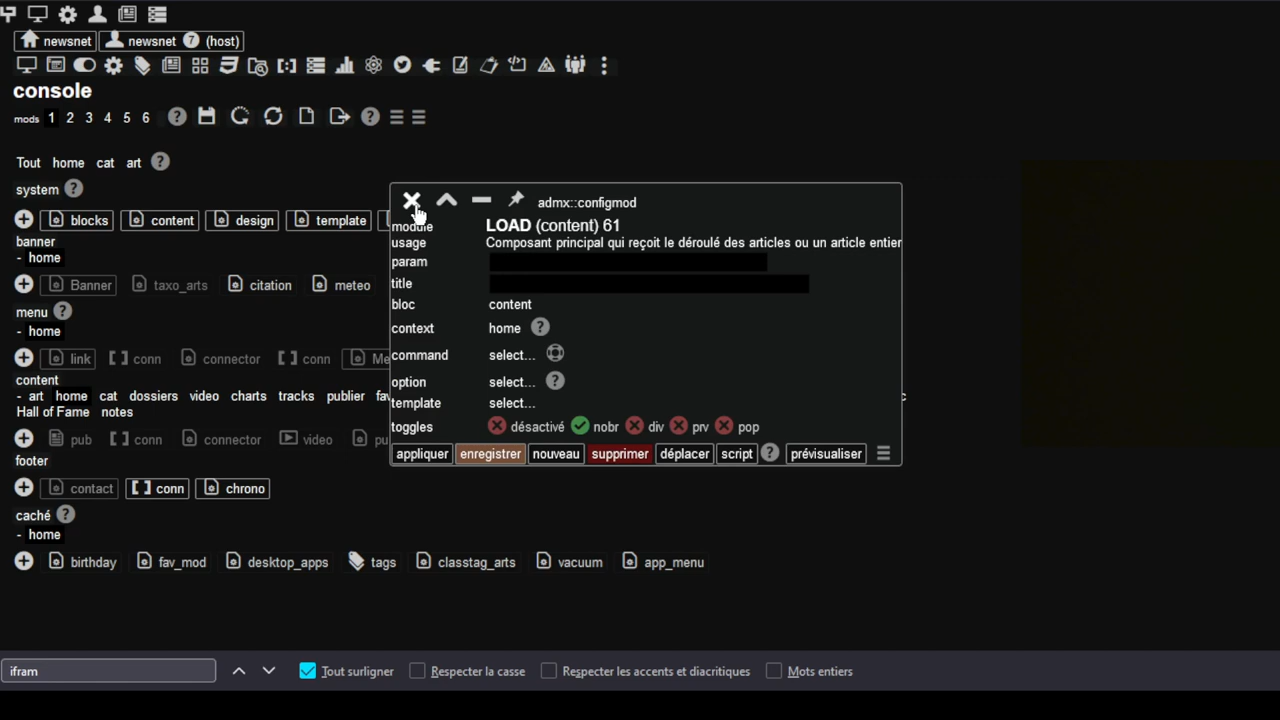 newsnet newsnet 7 (host)
console
mods 1 2 3 4 5 6 ? ?
Tout home cat art ?
system ?
blocks content design template
banner
- home
Banner taxo_arts citation meteo
menu ?
- home
link [ ] conn connector [ ] conn Me
content
- art home cat dossiers video charts tracks publier fav
Hall of Fame notes
pub [ ] conn connector video pu
footer
contact [ ] conn chrono
caché ?
- home
birthday fav_mod desktop_apps tags classtag_arts vacuum app_menu
admx::configmod
module LOAD (content) 61
usage Composant principal qui reçoit le déroulé des articles ou un article entier
param
title
bloc content
context home ?
command select...
option select... ?
template select...
toggles désactivé nobr div prv pop
appliquer enregistrer nouveau supprimer déplacer script ? prévisualiser
ifram Tout surligner Respecter la casse Respecter les accents et diacritiques Mots entiers